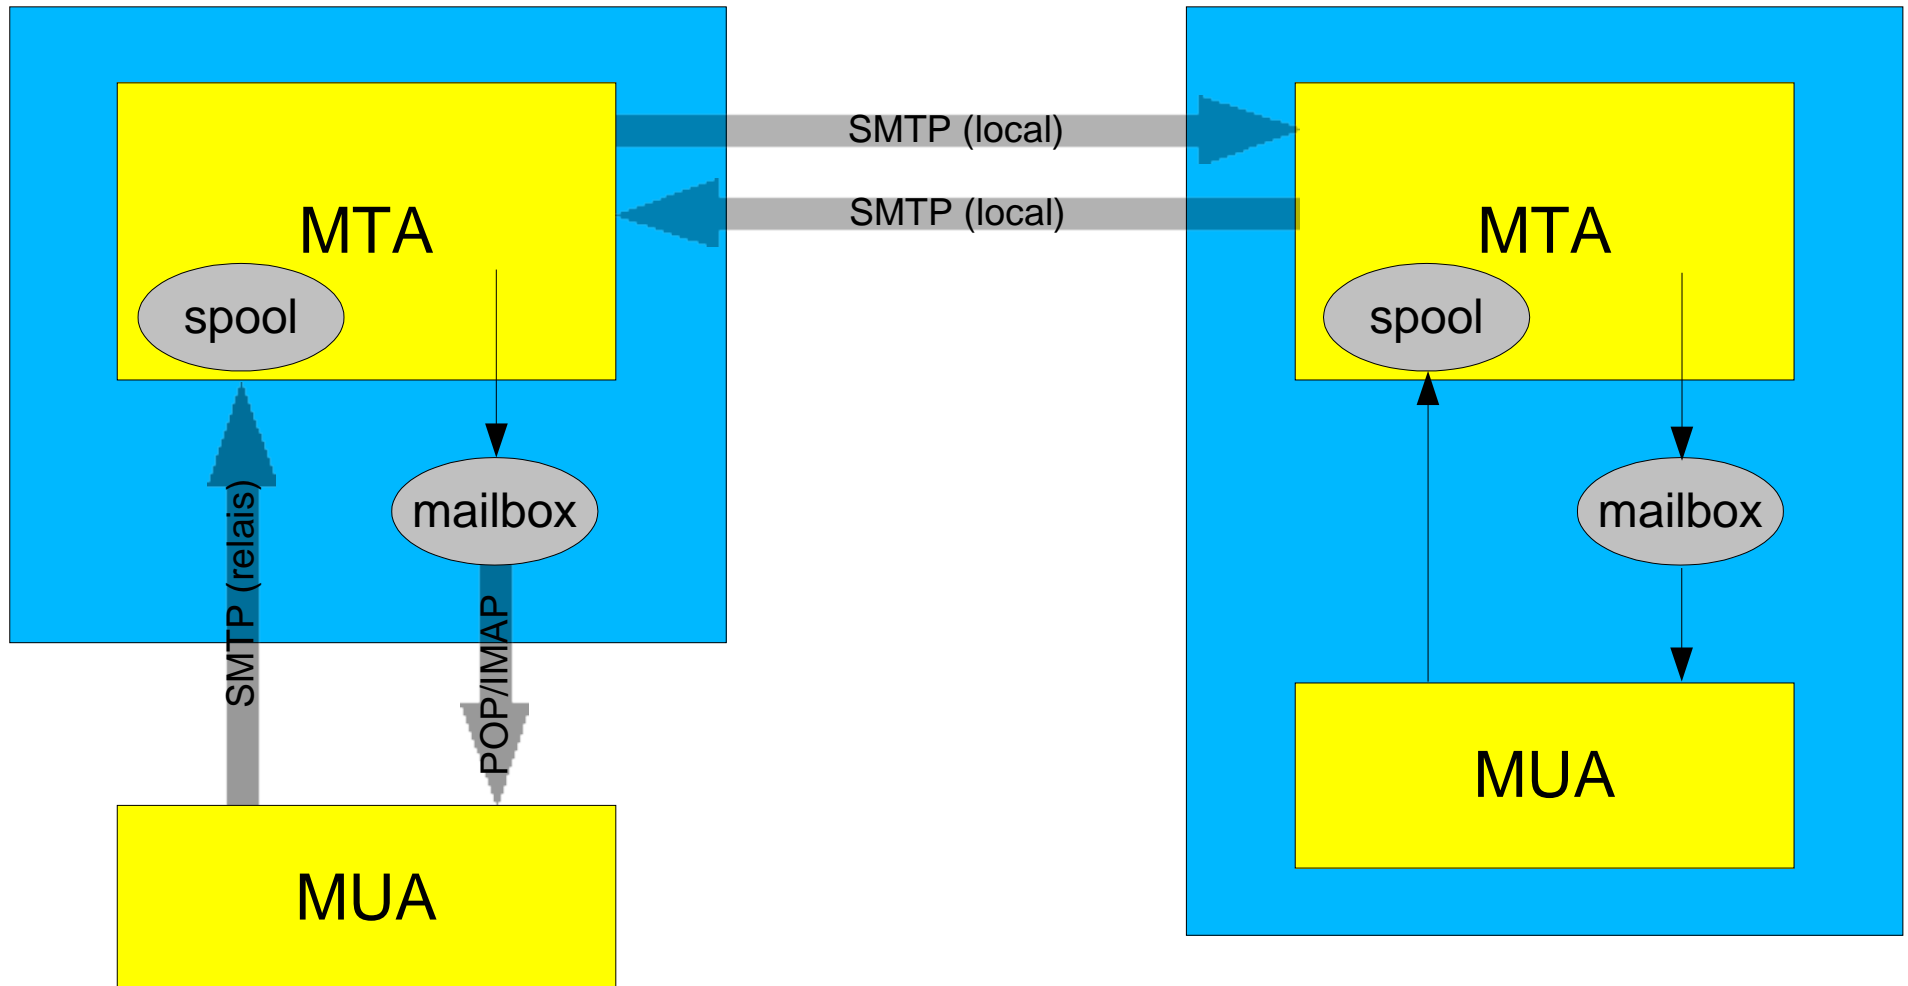 SMTP (local)
SMTP (local)
MTA
MTA
spool
spool
mailbox
mailbox
SMTP (relais)
POP/IMAP
MUA
MUA